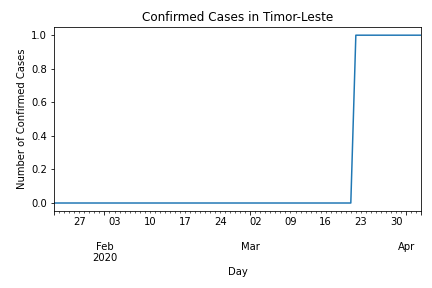 Confirmed Cases in Timor-Leste
Number of Confirmed Cases
1.0
0.8
0.6
0.4
0.2
0.0
27 03 10 17 24 02 09 16 23 30
Feb Mar Apr
2020
Day